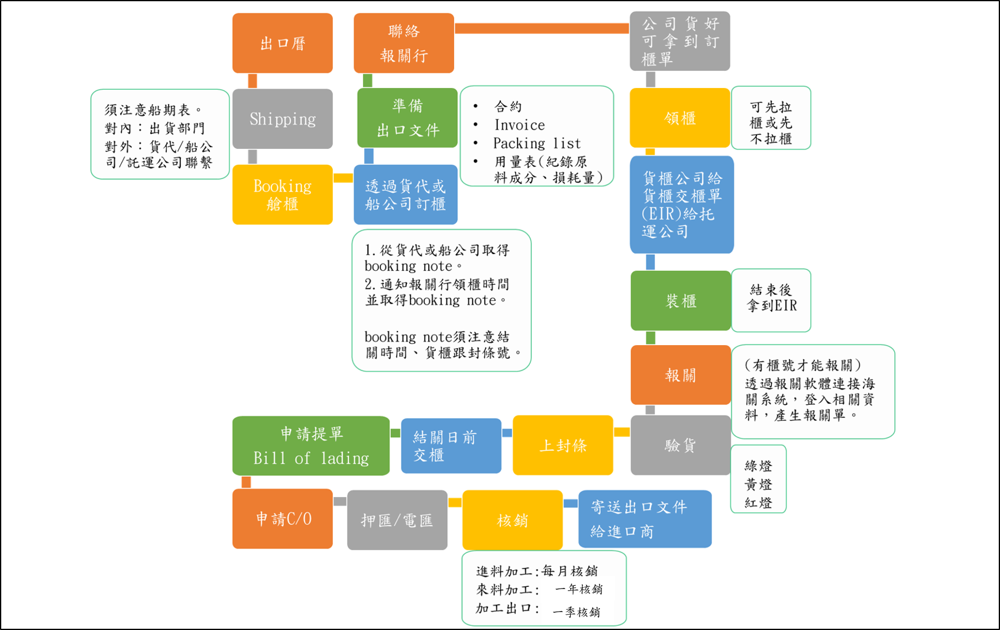 出口曆
Shipping
須注意船期表。
對內：出貨部門
對外：貨代/船公
司/託運公司聯繫
Booking
艙櫃
透過貨代或
船公司訂櫃
1.從貨代或船公司取得
booking note。
2.通知報關行領櫃時間
並取得booking note。
booking note須注意結
關時間、貨櫃跟封條號。
準備
出口文件
• 合約
• Invoice
• Packing list
• 用量表(紀錄原
料成分、損耗量)
聯絡
報關行
公司貨好
可拿到訂
櫃單
領櫃
可先拉
櫃或先
不拉櫃
貨櫃公司給
貨櫃交櫃單
(EIR)給托
運公司
裝櫃
結束後
拿到EIR
報關
(有櫃號才能報關)
透過報關軟體連接海
關系統，登入相關資
料，產生報關單。
驗貨
綠燈
黃燈
紅燈
上封條
結關日前
交櫃
申請提單
Bill of lading
申請C/O
押匯/電匯
核銷
進料加工:每月核銷
來料加工: 一年核銷
加工出口: 一季核銷
寄送出口文件
給進口商